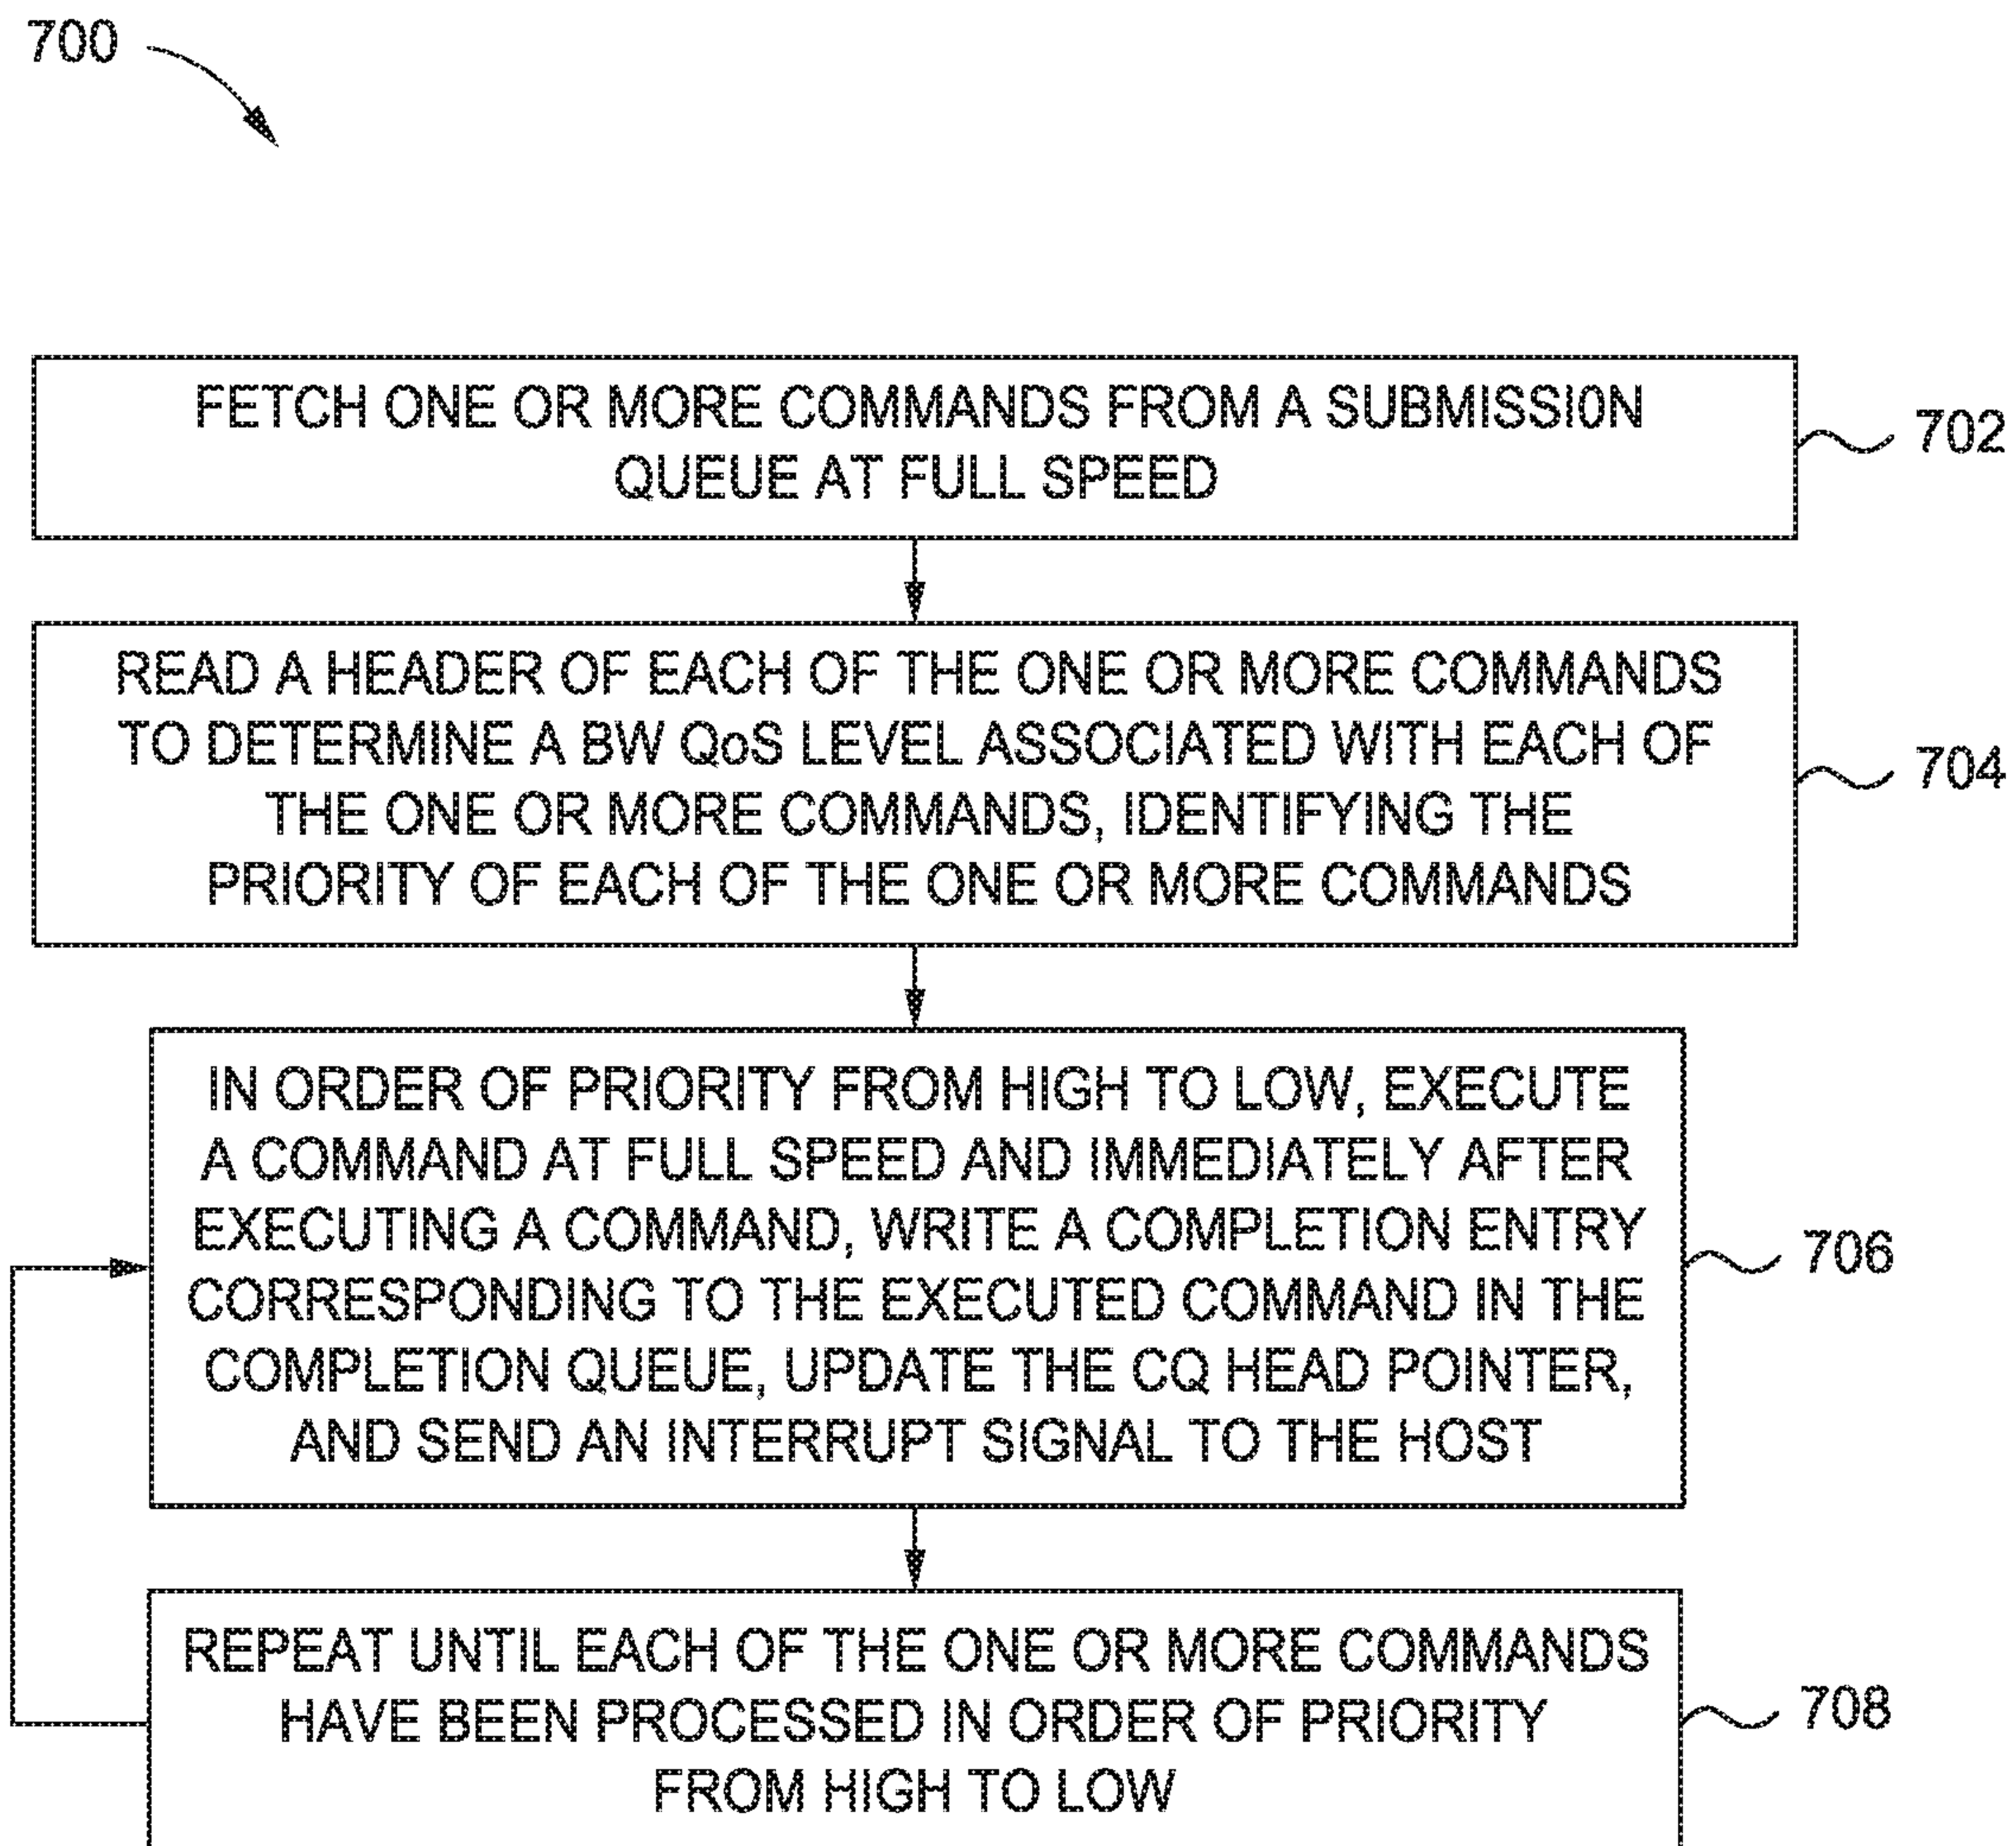 700
FETCH ONE OR MORE COMMANDS FROM A SUBMISSION
QUEUE AT FULL SPEED
702
READ A HEADER OF EACH OF THE ONE OR MORE COMMANDS
TO DETERMINE A BW QoS LEVEL ASSOCIATED WITH EACH OF
THE ONE OR MORE COMMANDS, IDENTIFYING THE
PRIORITY OF EACH OF THE ONE OR MORE COMMANDS
704
IN ORDER OF PRIORITY FROM HIGH TO LOW, EXECUTE
A COMMAND AT FULL SPEED AND IMMEDIATELY AFTER
EXECUTING A COMMAND, WRITE A COMPLETION ENTRY
CORRESPONDING TO THE EXECUTED COMMAND IN THE
COMPLETION QUEUE, UPDATE THE CQ HEAD POINTER,
AND SEND AN INTERRUPT SIGNAL TO THE HOST
706
REPEAT UNTIL EACH OF THE ONE OR MORE COMMANDS
HAVE BEEN PROCESSED IN ORDER OF PRIORITY
FROM HIGH TO LOW
708